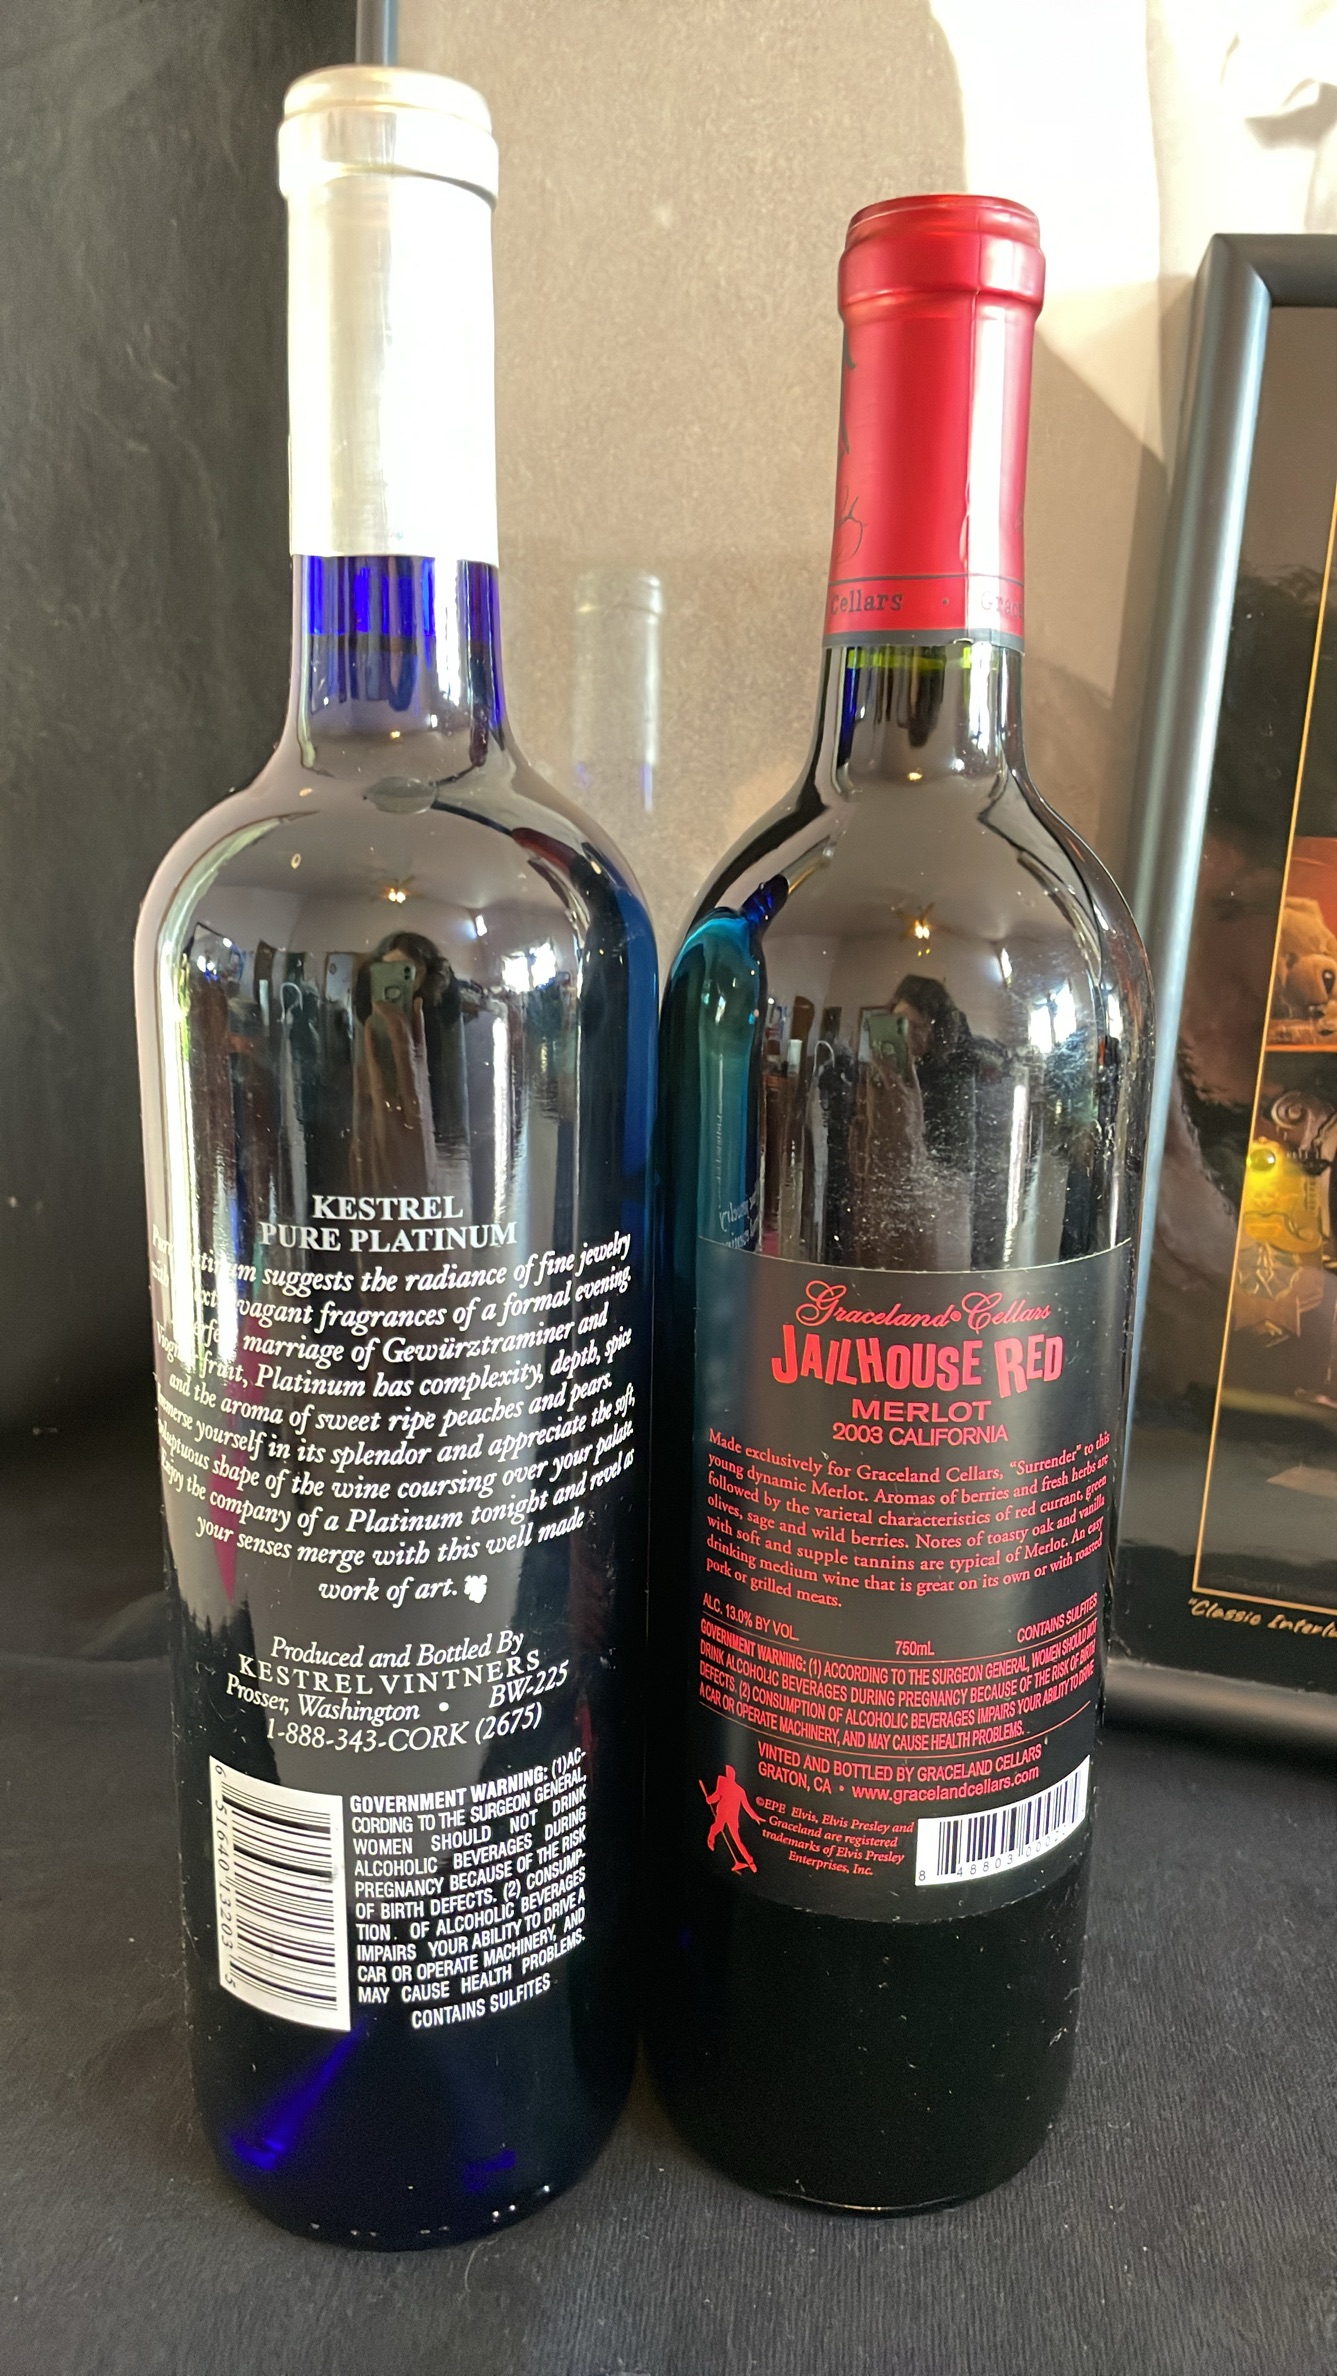 KESTREL
PURE PLATINUM
suggests the radiance of fine jewelry
extravagant fragrances of a formal evening.
marriage of Gewürztraminer and
fruit, Platinum has complexity, depth, spice
and the aroma of sweet ripe peaches and pears.
yourself in its splendor and appreciate the soft,
shape of the wine coursing over your palate.
Enjoy the company of a Platinum tonight and revel as
your senses merge with this well made
work of art.
Produced and Bottled By
KESTREL VINTNERS
Prosser, Washington • BW-225
1-888-343-CORK (2675)
GOVERNMENT WARNING: (1)AC-
CORDING TO THE SURGEON GENERAL,
WOMEN SHOULD NOT DRINK
ALCOHOLIC BEVERAGES DURING
PREGNANCY BECAUSE OF THE RISK
OF BIRTH DEFECTS. (2) CONSUMP-
TION OF ALCOHOLIC BEVERAGES
IMPAIRS YOUR ABILITY TO DRIVE A
CAR OR OPERATE MACHINERY, AND
MAY CAUSE HEALTH PROBLEMS.
CONTAINS SULFITES
6 51640 13203 5
Cellars •
Graceland Cellars
JAILHOUSE RED
MERLOT
2003 CALIFORNIA
Made exclusively for Graceland Cellars, “Surrender” to this
young dynamic Merlot. Aromas of berries and fresh herbs are
followed by the varietal characteristics of red currant, green
olives, sage and wild berries. Notes of toasty oak and vanilla
with soft and supple tannins are typical of Merlot. An easy
drinking medium wine that is great on its own or with roasted
pork or grilled meats.
ALC. 13.0% BY VOL. 750mL CONTAINS SULFITES
GOVERNMENT WARNING: (1) ACCORDING TO THE SURGEON GENERAL, WOMEN SHOULD NOT
DRINK ALCOHOLIC BEVERAGES DURING PREGNANCY BECAUSE OF THE RISK OF BIRTH
DEFECTS. (2) CONSUMPTION OF ALCOHOLIC BEVERAGES IMPAIRS YOUR ABILITY TO DRIVE
A CAR OR OPERATE MACHINERY, AND MAY CAUSE HEALTH PROBLEMS.
VINTED AND BOTTLED BY GRACELAND CELLARS
GRATON, CA • www.gracelandcellars.com
©EPE Elvis, Elvis Presley and
Graceland are registered
trademarks of Elvis Presley
Enterprises, Inc.
8 48803
"Classic